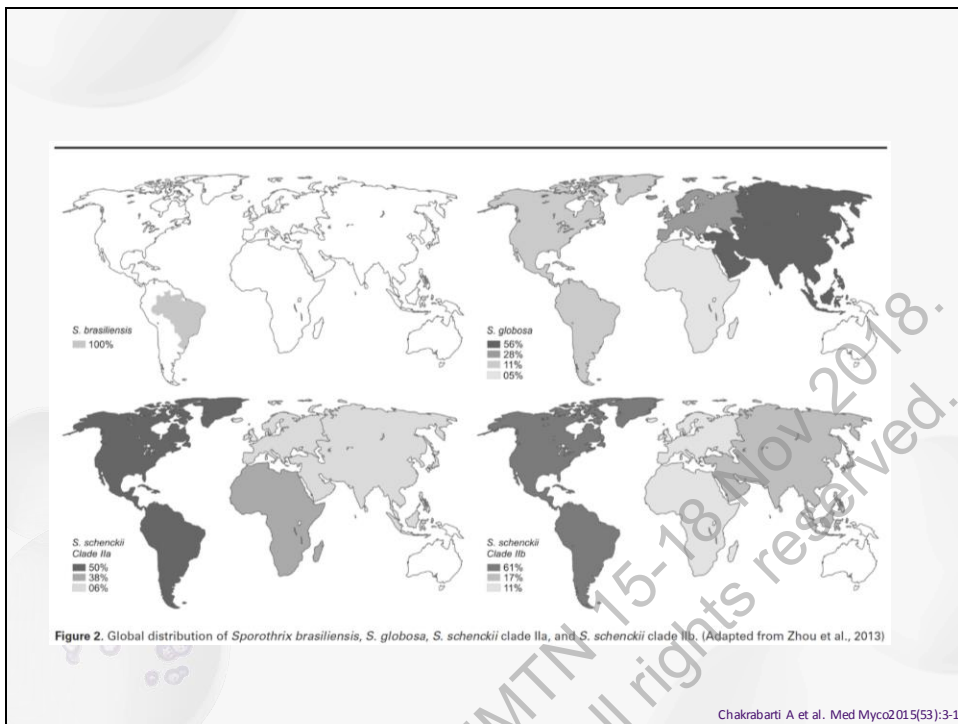 S. brasiliensis
100%
S. globosa
56%
28%
11%
05%
S. schenckii
Clade IIa
50%
38%
06%
S. schenckii
Clade IIb
61%
17%
11%
Figure 2. Global distribution of Sporothrix brasiliensis, S. globosa, S. schenckii clade IIa, and S. schenckii clade IIb. (Adapted from Zhou et al., 2013)
MTN 15-18 Nov 2018.
all rights reserved.
Chakrabarti A et al. Med Myco2015(53):3-1